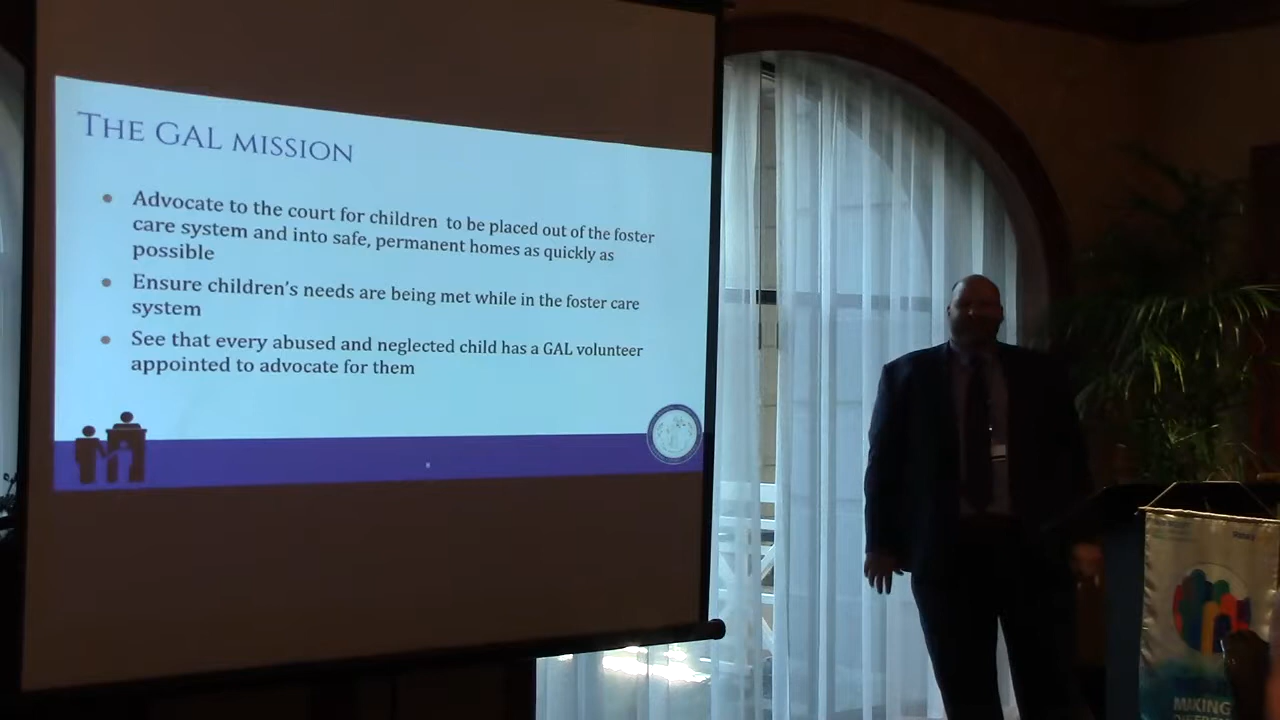 THE GAL MISSION
Advocate to the court for children to be placed out of the foster
care system and into safe, permanent homes as quickly as
possible
Ensure children's needs are being met while in the foster care
system
See that every abused and neglected child has a GAL volunteer
appointed to advocate for them
MAKING